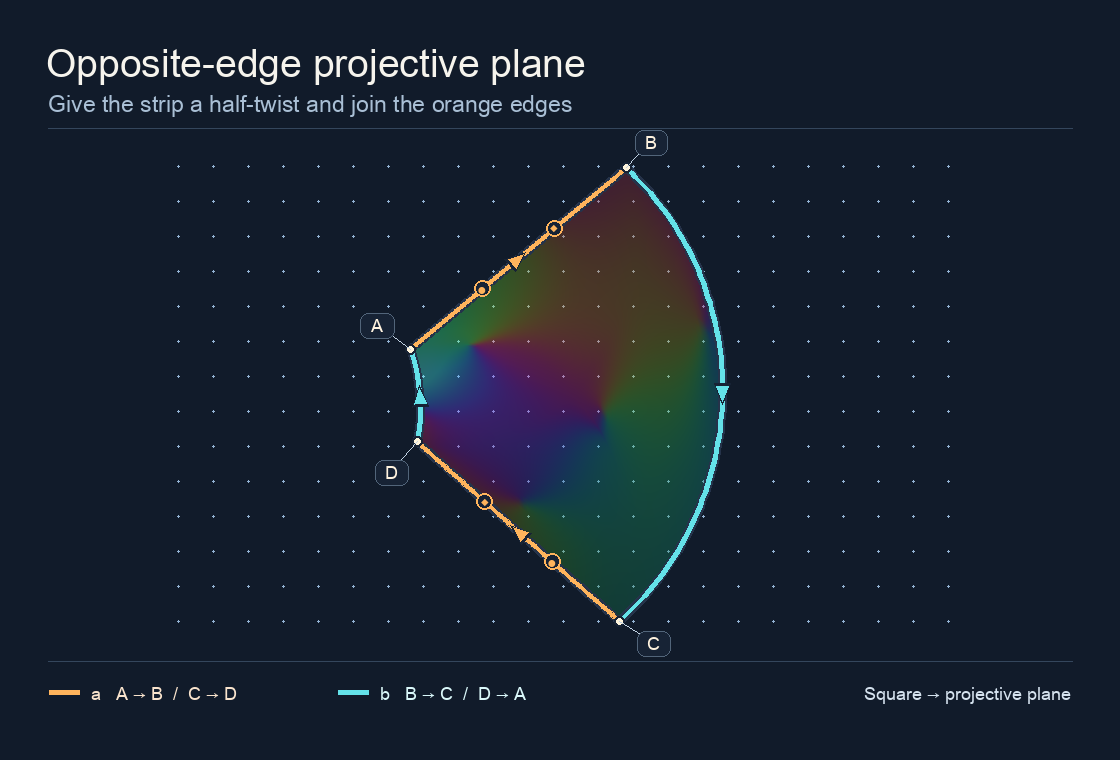 Opposite-edge projective plane
Give the strip a half-twist and join the orange edges
B
A
D
C
a A→B / C→D
b B→C / D→A
Square→projective plane